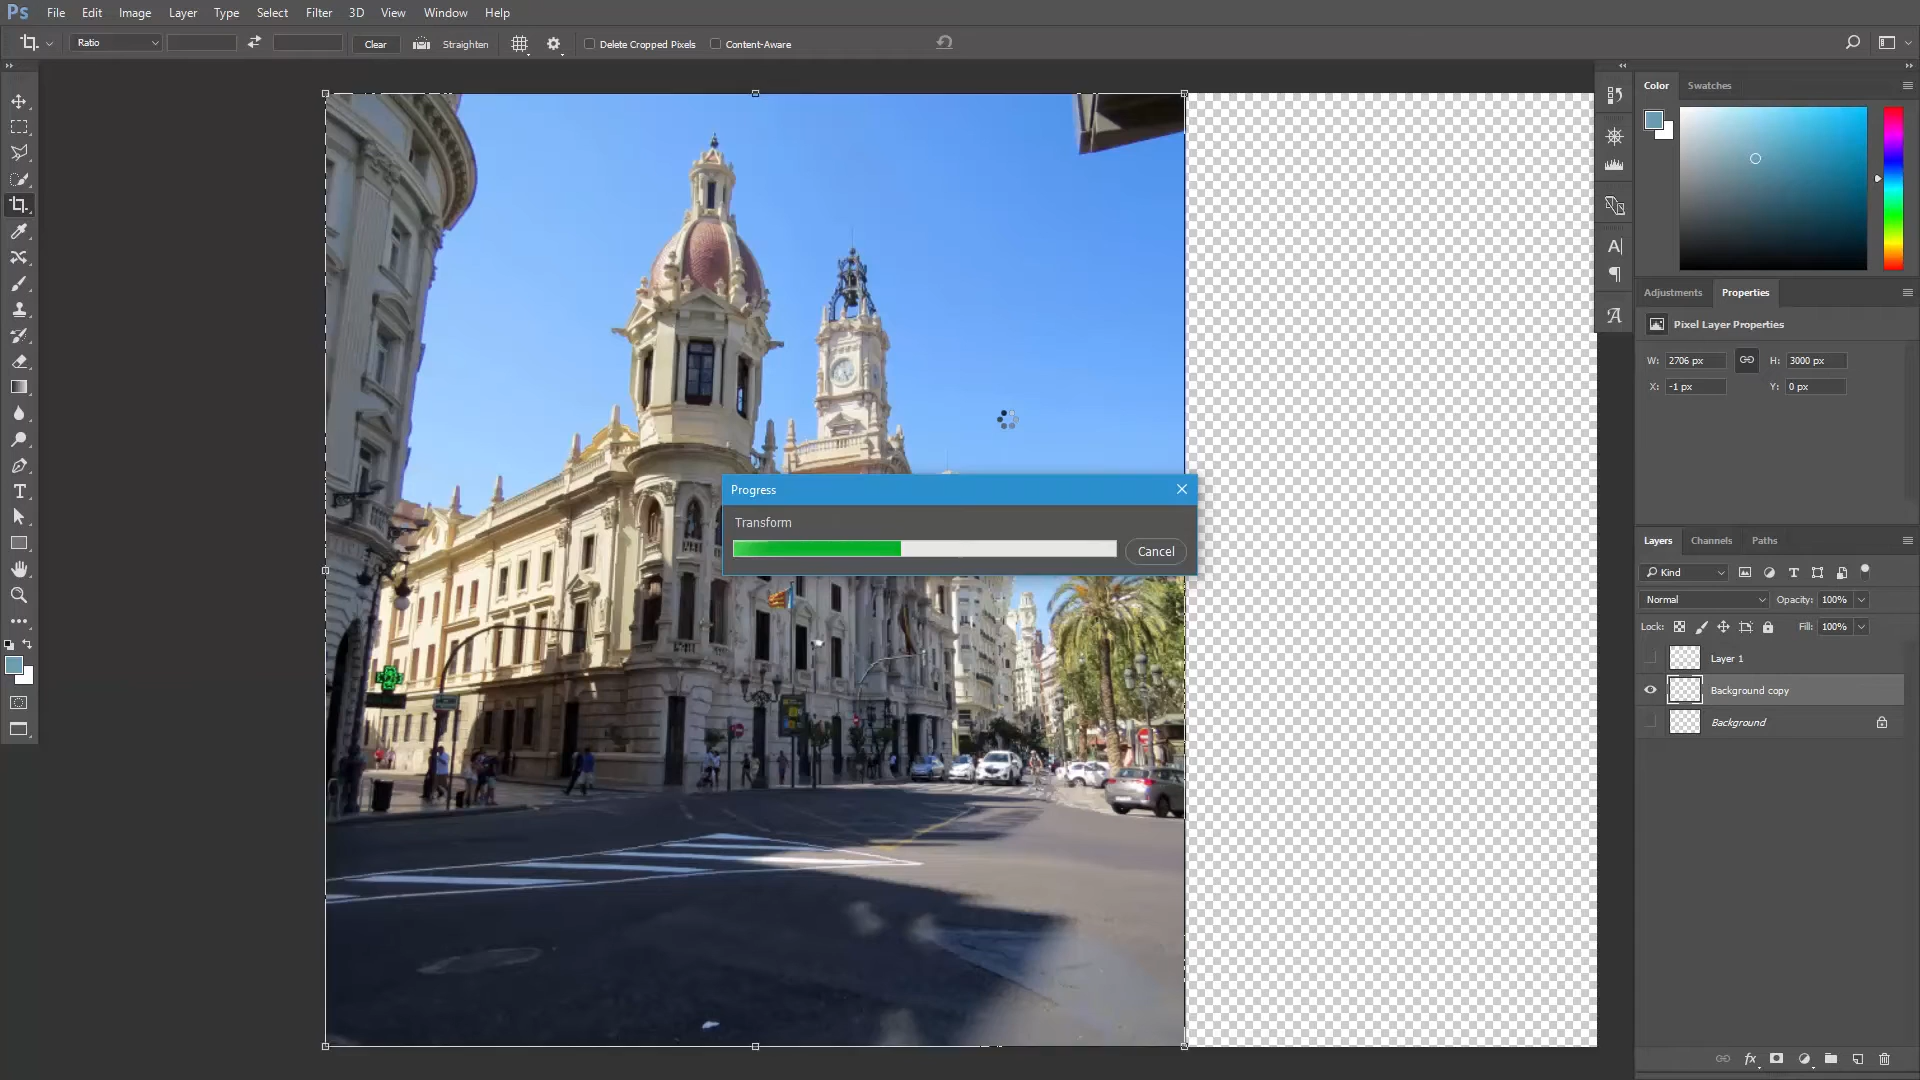 Ps File Edit Image Layer Type Select Filter 3D View Window Help
Ratio Clear Straighten Delete Cropped Pixels Content-Aware
Color Swatches
Adjustments Properties
Pixel Layer Properties
W: 2706 px H: 3000 px
X: -1 px Y: 0 px
Progress
Transform
Cancel
Layers Channels Paths
Kind
Normal Opacity: 100%
Lock: Fill: 100%
Layer 1
Background copy
Background